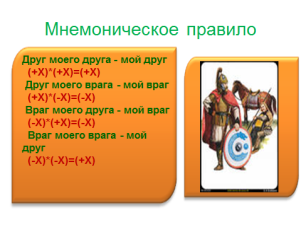 Мнемоническое правило
Друг моего друга - мой друг
(+Х)*(+Х)=(+Х)
Друг моего врага - мой враг
(+Х)*(-Х)=(-Х)
Враг моего друга - мой враг
(-Х)*(+Х)=(-Х)
Враг моего врага - мой
друг
(-Х)*(-Х)=(+Х)